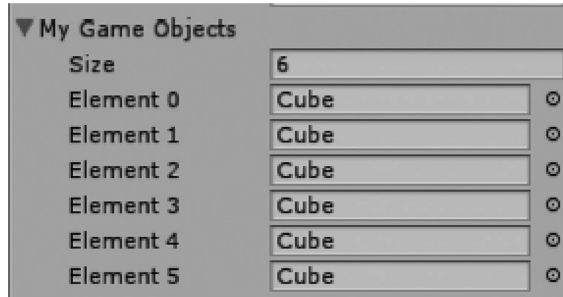 My Game Objects
Size 6
Element 0 Cube
Element 1 Cube
Element 2 Cube
Element 3 Cube
Element 4 Cube
Element 5 Cube